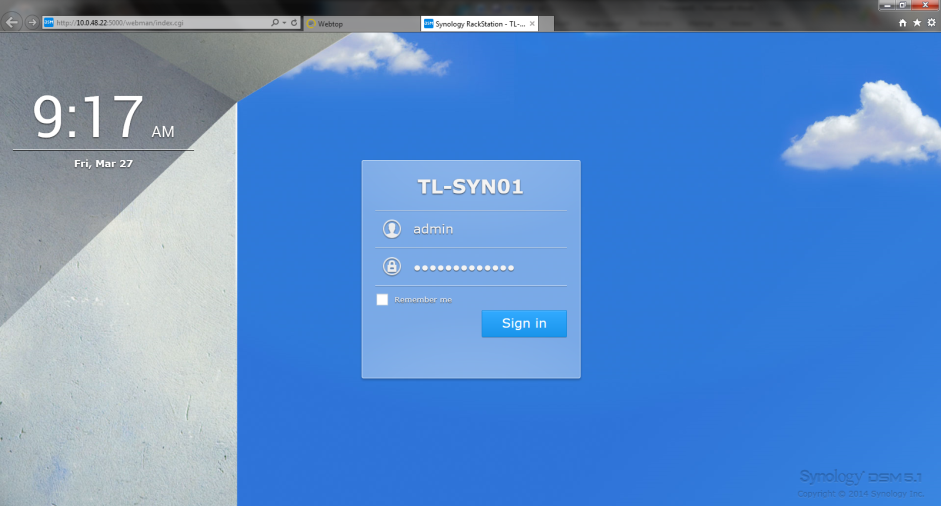 http://10.0.48.22:5000/webman/index.cgi
Webtop
DSM Synology RackStation - TL-...
9:17 AM
Fri, Mar 27
TL-SYN01
admin
Remember me
Sign in
Synology DSM 5.1
Copyright © 2014 Synology Inc.